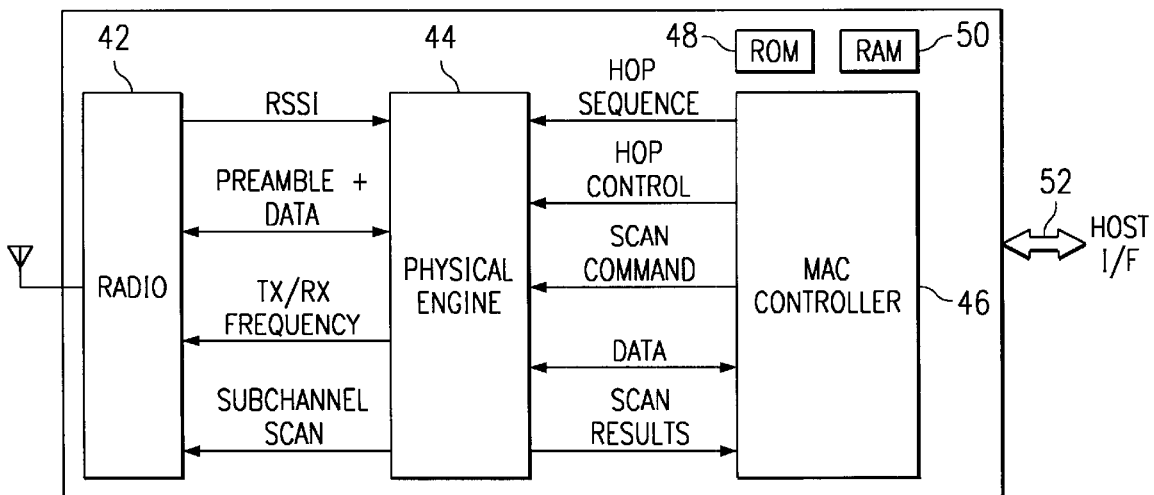 42
44
48
ROM
RAM
50
RSSI
HOP
SEQUENCE
PREAMBLE +
DATA
HOP
CONTROL
SCAN
COMMAND
52
HOST
I/F
RADIO
PHYSICAL
ENGINE
MAC
CONTROLLER
46
TX/RX
FREQUENCY
DATA
SUBCHANNEL
SCAN
SCAN
RESULTS